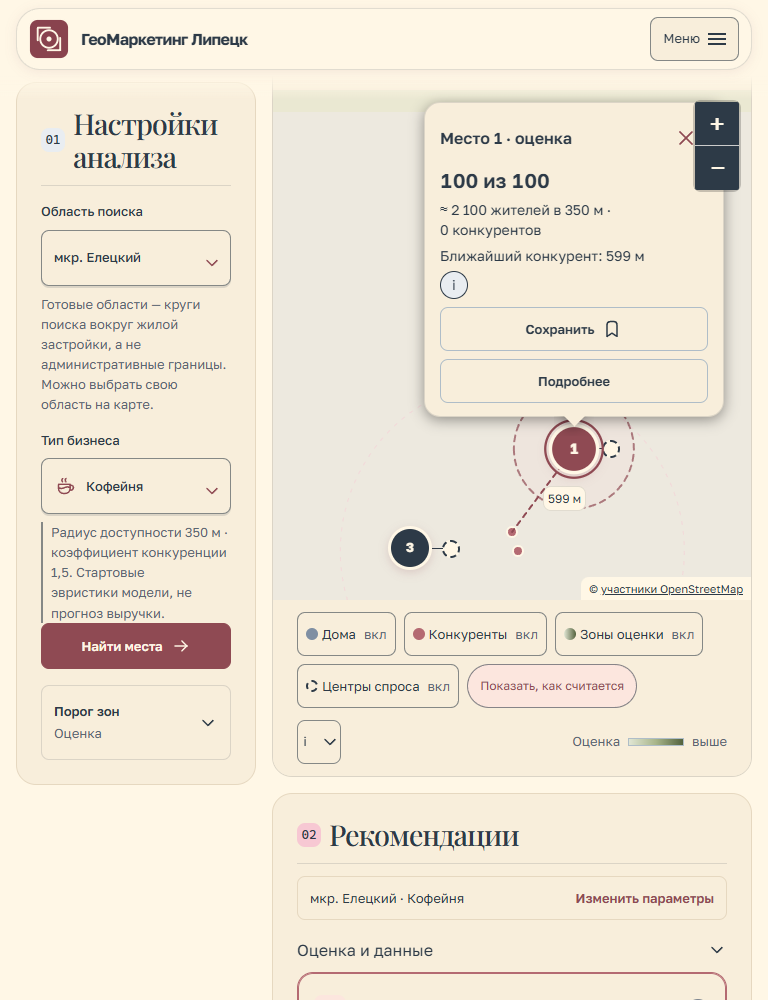 ГеоМаркетинг Липецк
Меню
01
Настройки
анализа
Область поиска
мкр. Елецкий
Готовые области — круги
поиска вокруг жилой
застройки, а не
административные границы.
Можно выбрать свою
область на карте.
Тип бизнеса
Кофейня
Радиус доступности 350 м ·
коэффициент конкуренции
1,5. Стартовые
эвристики модели, не
прогноз выручки.
Найти места
Порог зон
Оценка
Место 1 · оценка
+
−
100 из 100
≈ 2 100 жителей в 350 м ·
0 конкурентов
Ближайший конкурент: 599 м
i
Сохранить
Подробнее
1
599 м
3
© участники OpenStreetMap
Дома вкл
Конкуренты вкл
Зоны оценки вкл
Центры спроса вкл
Показать, как считается
i
Оценка
выше
02
Рекомендации
мкр. Елецкий · Кофейня
Изменить параметры
Оценка и данные